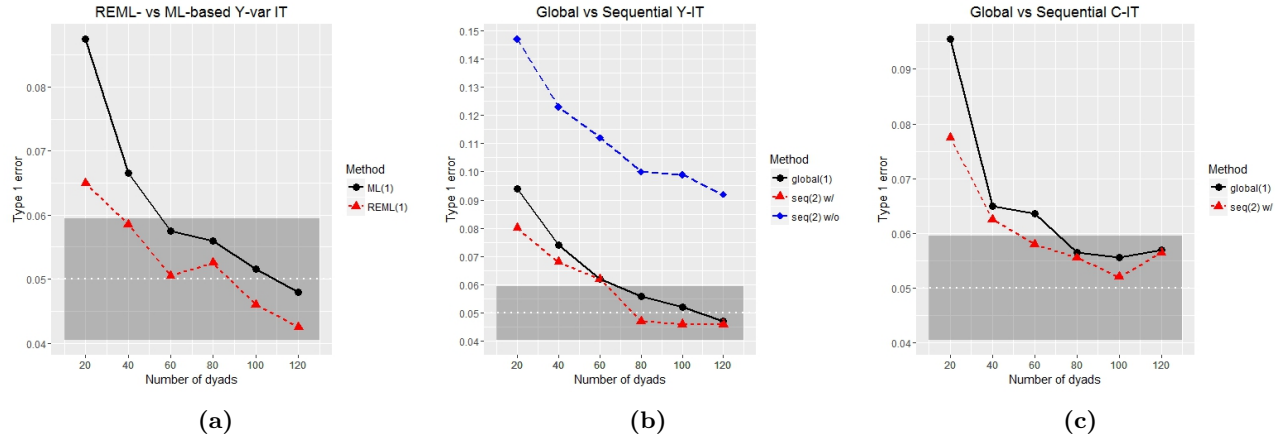 REML- vs ML-based Y-var IT
Type 1 error
0.08
0.07
0.06
0.05
0.04
20 40 60 80 100 120
Number of dyads
Method
ML(1)
REML(1)
(a)
Global vs Sequential Y-IT
Type 1 error
0.15
0.14
0.13
0.12
0.11
0.10
0.09
0.08
0.07
0.06
0.05
0.04
20 40 60 80 100 120
Number of dyads
Method
global(1)
seq(2) w/
seq(2) w/o
(b)
Global vs Sequential C-IT
Type 1 error
0.09
0.08
0.07
0.06
0.05
0.04
20 40 60 80 100 120
Number of dyads
Method
global(1)
seq(2) w/
(c)